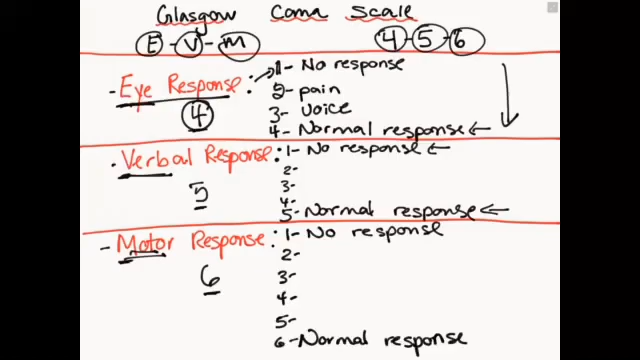 Glasgow Coma Scale
E - V - M 4 - 5 - 6
- Eye Response : 1- No response
4
2- pain
3- voice
4- Normal response ←
- Verbal Response : 1- No response ←
5
2-
3-
4-
5- Normal response ←
- Motor Response : 1- No response
6
2-
3-
4-
5-
6- Normal response